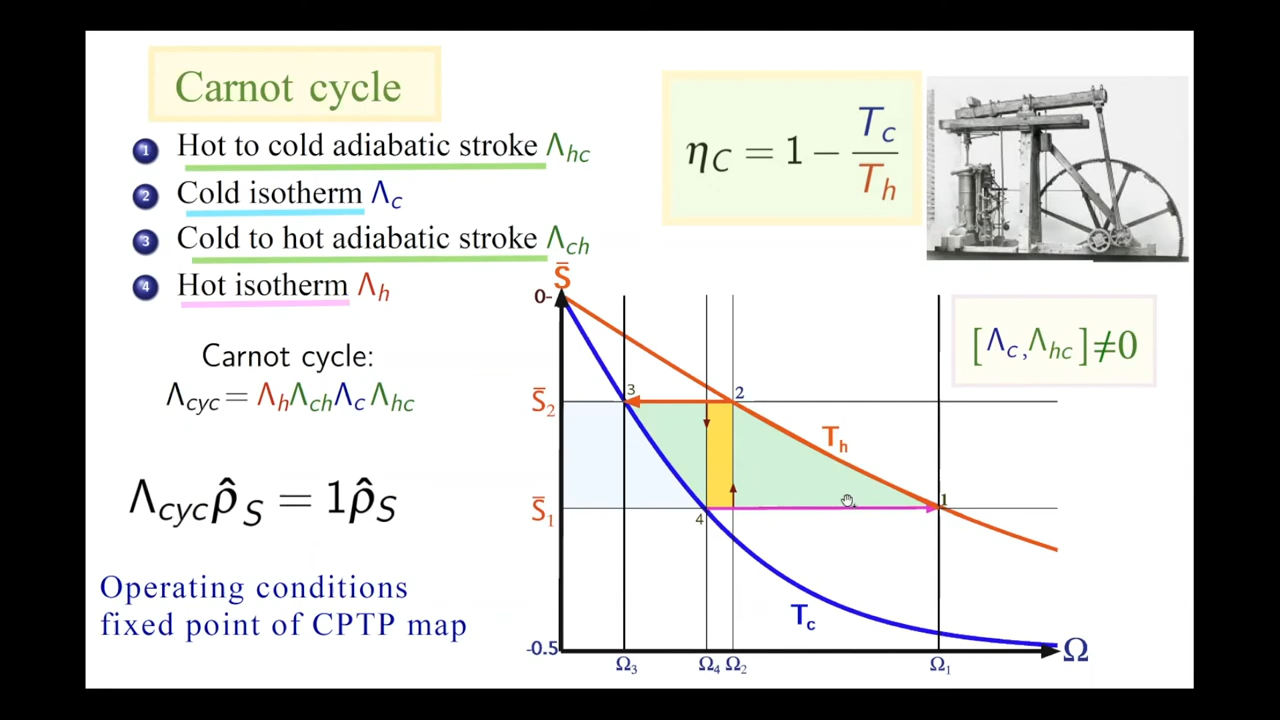 Carnot cycle
1 Hot to cold adiabatic stroke Λhc
2 Cold isotherm Λc
3 Cold to hot adiabatic stroke Λch
4 Hot isotherm Λh
Carnot cycle:
Λcyc = ΛhΛchΛcΛhc
Λcyc ρ̂S = 1ρ̂S
Operating conditions
fixed point of CPTP map
ηC = 1 − Tc/Th
[Λc,Λhc]≠0
S̄
0-
3
2
S̄2
Th
1
S̄1
4
Tc
-0.5
Ω
Ω3 Ω4 Ω2 Ω1